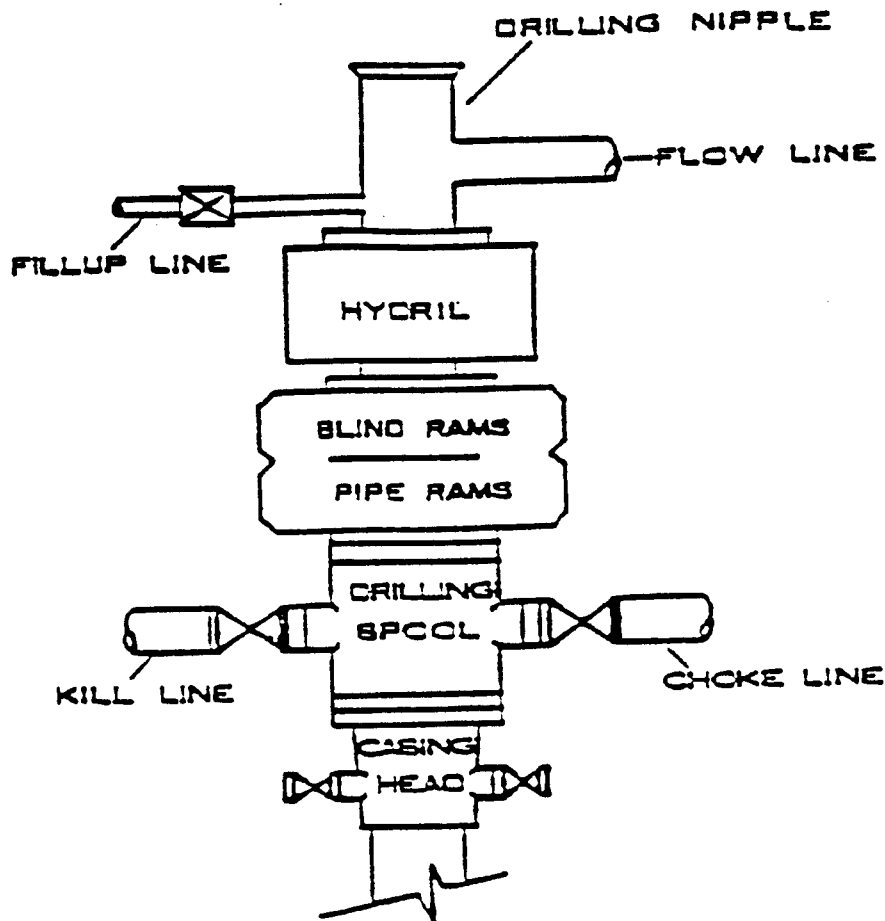 DRILLING NIPPLE
FLOW LINE
FILLUP LINE
HYDRIL
BLIND RAMS
PIPE RAMS
DRILLING
SPOOL
KILL LINE
CHOKE LINE
CASING
HEAD